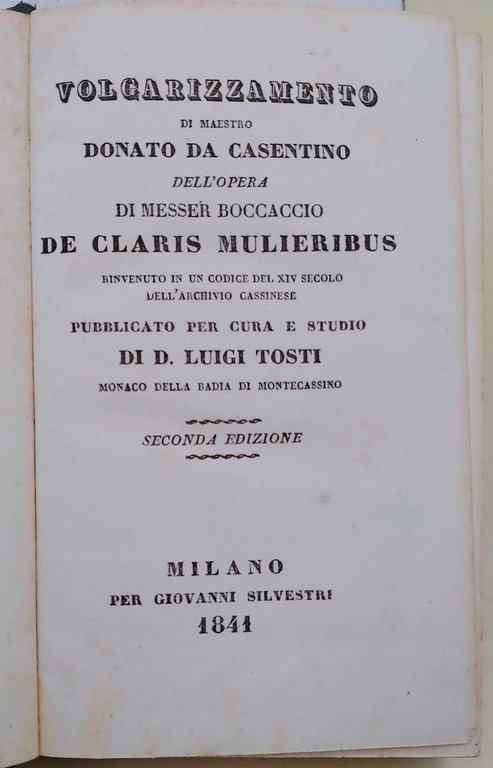 VOLGARIZZAMENTO
DI MAESTRO
DONATO DA CASENTINO
DELL'OPERA
DI MESSER BOCCACCIO
DE CLARIS MULIERIBUS
RINVENUTO IN UN CODICE DEL XIV SECOLO
DELL'ARCHIVIO CASSINESE
PUBBLICATO PER CURA E STUDIO
DI D. LUIGI TOSTI
MONACO DELLA BADIA DI MONTECASSINO
SECONDA EDIZIONE
MILANO
PER GIOVANNI SILVESTRI
1841